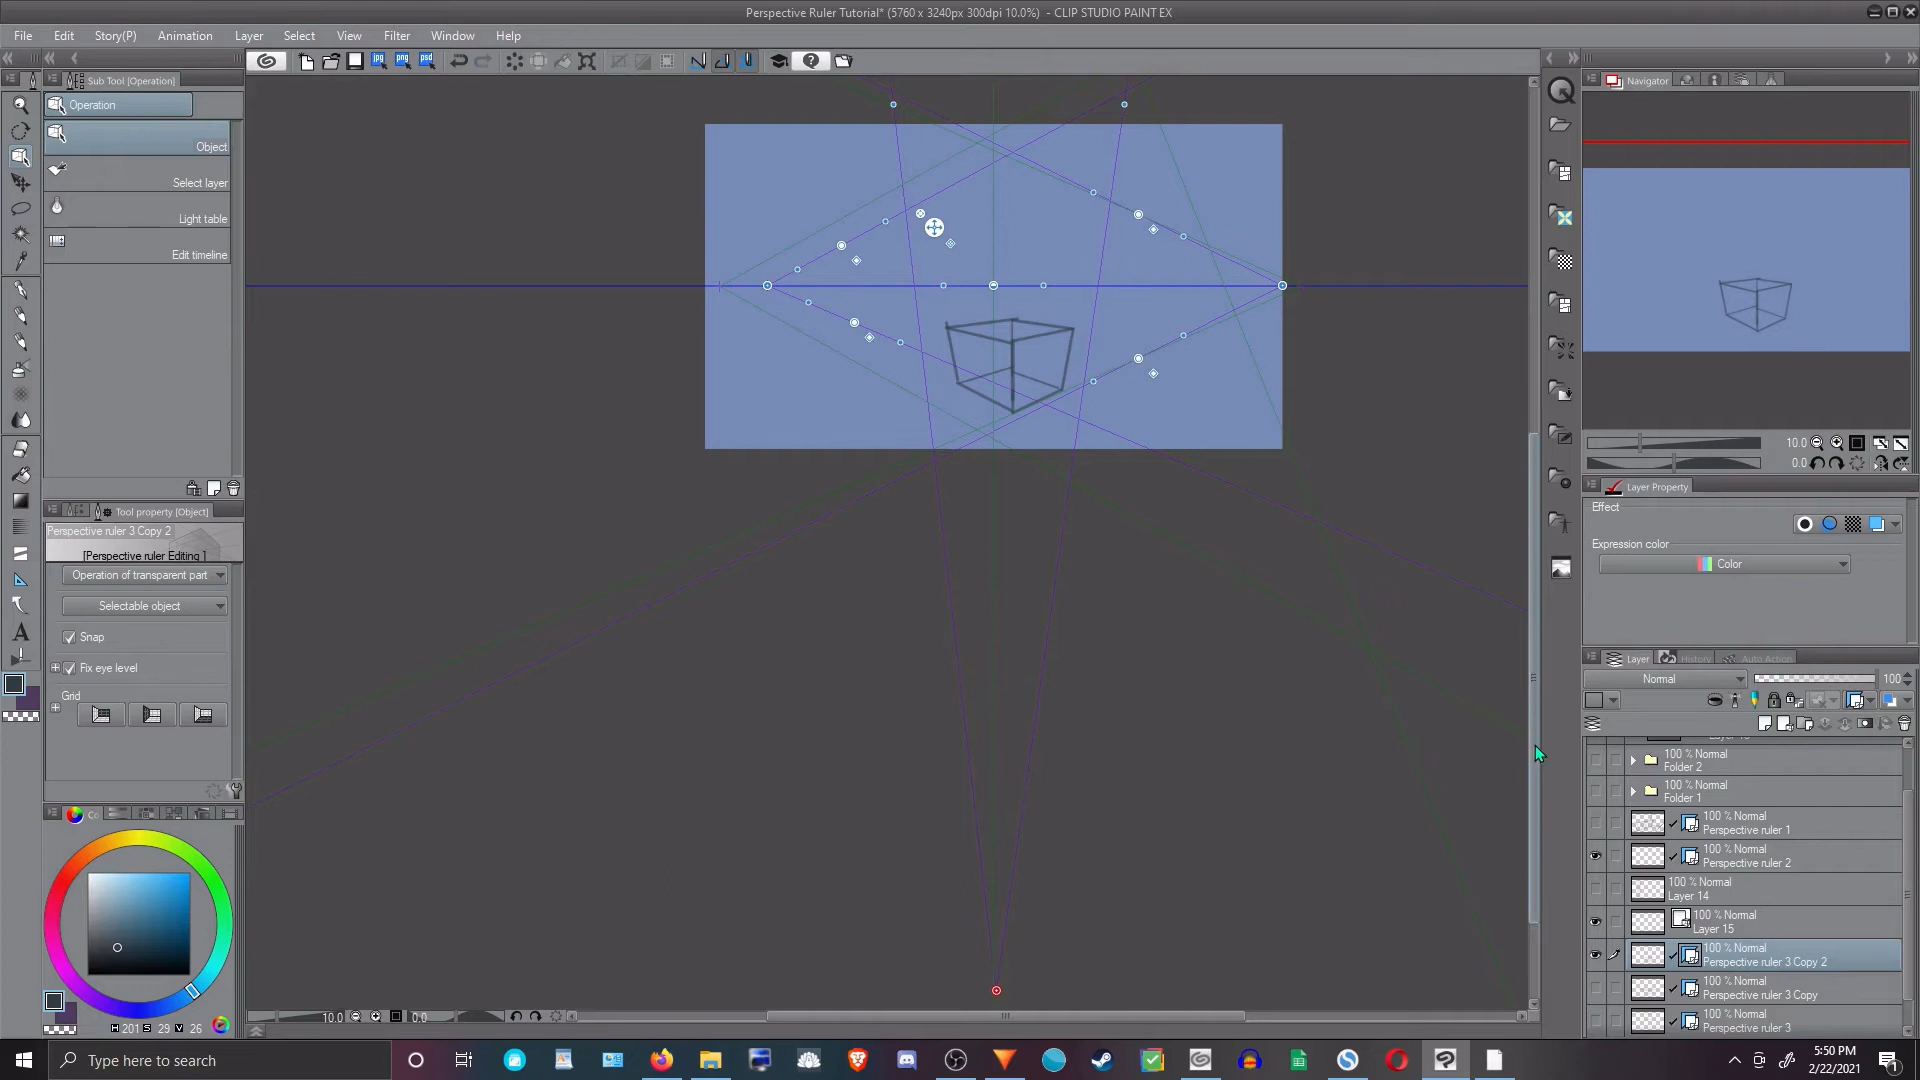 Perspective Ruler Tutorial* (5760 x 3240px 300dpi 10.0%) - CLIP STUDIO PAINT EX
File Edit Story(P) Animation Layer Select View Filter Window Help
Sub Tool [Operation]
Operation
Object
Select layer
Light table
Edit timeline
Tool property [Object]
Perspective ruler 3 Copy 2
[Perspective ruler Editing ]
Operation of transparent part
Selectable object
Snap
Fix eye level
Grid
H 201 S 29 V 26
10.0 0.0
Navigator
10.0
0.0
Layer Property
Effect
Expression color
Color
Layer History Auto Action
Normal 100
100 % Normal
Folder 2
100 % Normal
Folder 1
100 % Normal
Perspective ruler 1
100 % Normal
Perspective ruler 2
100 % Normal
Layer 14
100 % Normal
Layer 15
100 % Normal
Perspective ruler 3 Copy 2
100 % Normal
Perspective ruler 3 Copy
100 % Normal
Perspective ruler 3
Type here to search
5:50 PM
2/22/2021